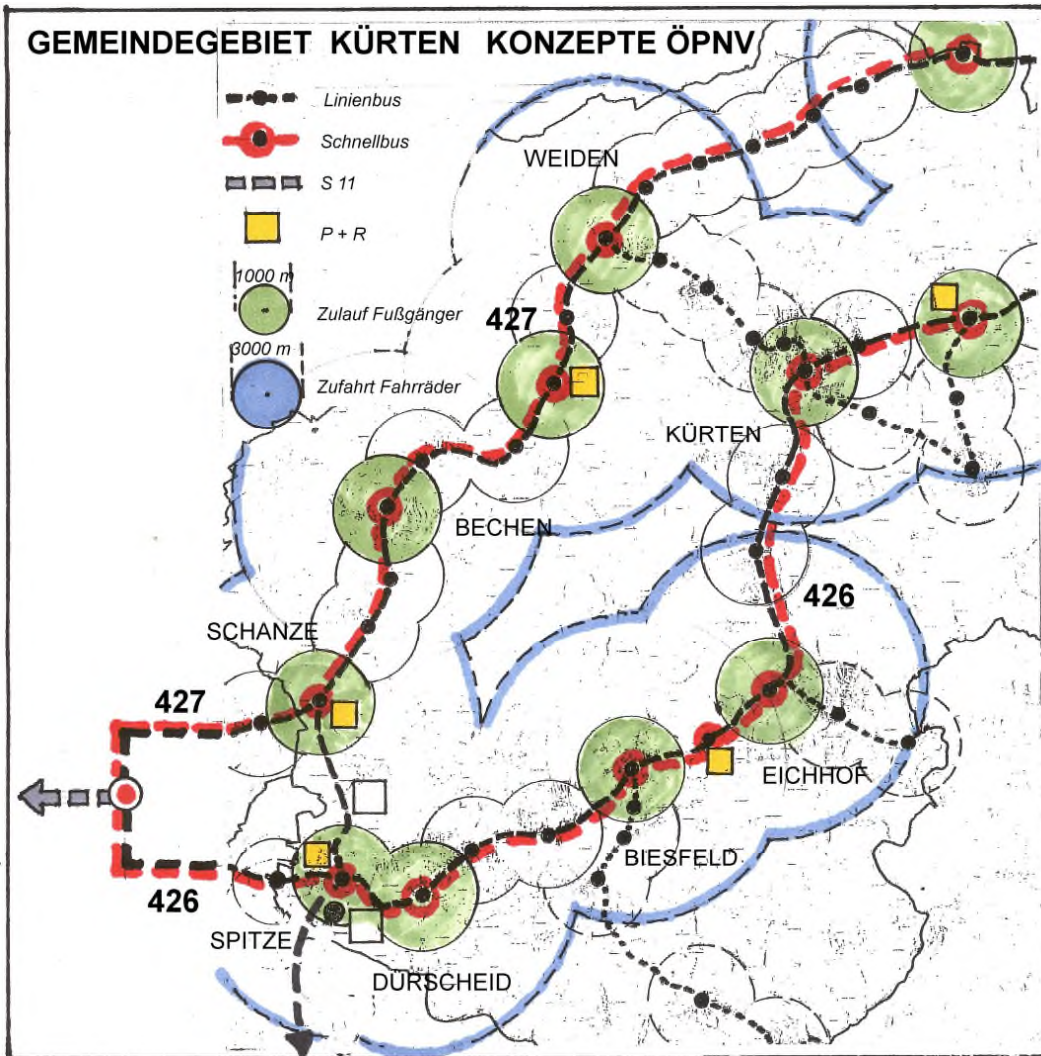 GEMEINDEGEBIET KÜRTEN KONZEPTE ÖPNV
Linienbus
Schnellbus
S 11
P + R
1000 m
Zulauf Fußgänger
3000 m
Zufahrt Fahrräder
WEIDEN
427
KÜRTEN
BECHEN
426
SCHANZE
427
EICHHOF
BIESFELD
426
SPITZE
DÜRSCHEID